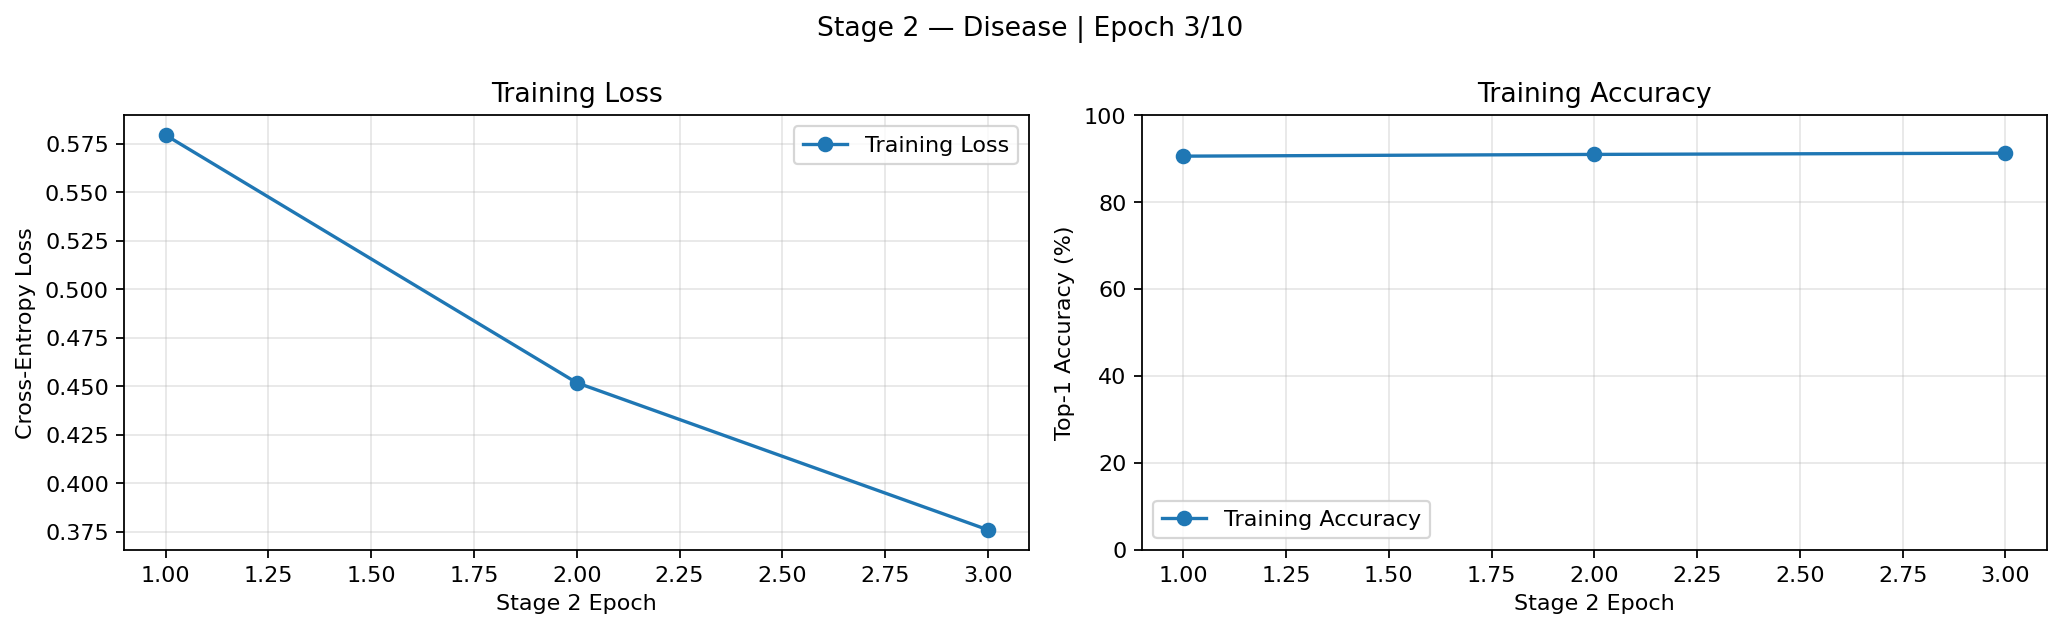 Stage 2 — Disease | Epoch 3/10
Training Loss
Training Loss
Cross-Entropy Loss
0.575
0.550
0.525
0.500
0.475
0.450
0.425
0.400
0.375
1.00 1.25 1.50 1.75 2.00 2.25 2.50 2.75 3.00
Stage 2 Epoch
Training Accuracy
Top-1 Accuracy (%)
100
80
60
40
20
0
Training Accuracy
1.00 1.25 1.50 1.75 2.00 2.25 2.50 2.75 3.00
Stage 2 Epoch